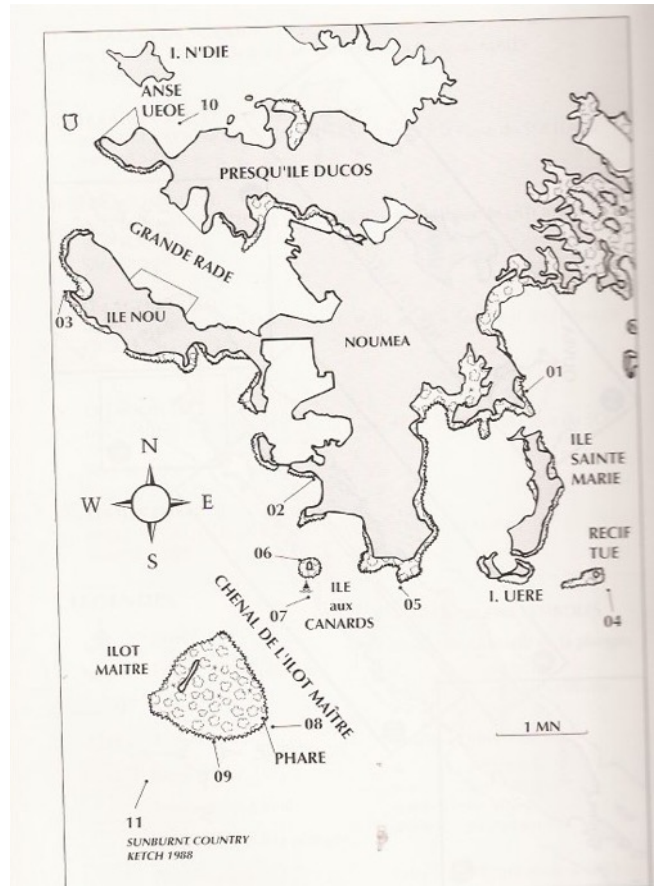 I. N'DIE
ANSE
UEOE
10
PRESQU'ILE DUCOS
GRANDE RADE
ILE NOU
03
NOUMEA
01
ILE
SAINTE
MARIE
N
W
E
S
02
RECIF
TUE
06
07
ILE
aux
CANARDS
05
I. UERE
04
CHENAL DE L'ILOT MAÎTRE
ILOT
MAITRE
08
PHARE
09
1 MN
11
SUNBURNT COUNTRY
KETCH 1988